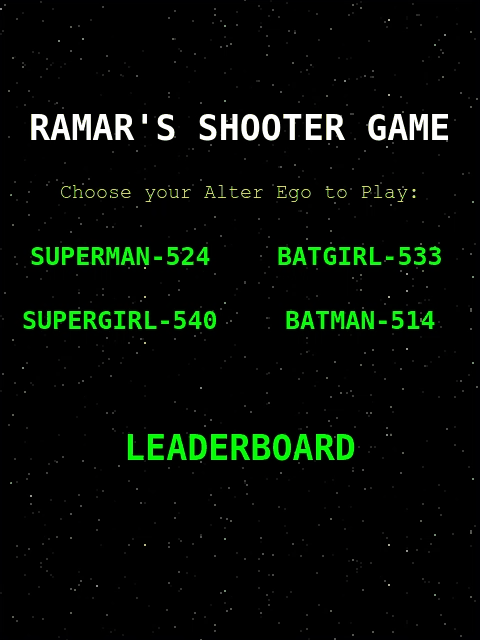 RAMAR'S SHOOTER GAME
Choose your Alter Ego to Play:
SUPERMAN-524 BATGIRL-533
SUPERGIRL-540 BATMAN-514
LEADERBOARD